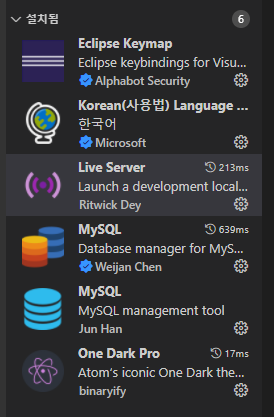 설치됨 6
Eclipse Keymap
Eclipse keybindings for Visu...
Alphabot Security
Korean(사용법) Language ...
한국어
Microsoft
Live Server 213ms
Launch a development local...
Ritwick Dey
MySQL 639ms
Database manager for MyS...
Weijan Chen
MySQL
MySQL management tool
Jun Han
One Dark Pro 17ms
Atom's iconic One Dark the...
binaryify